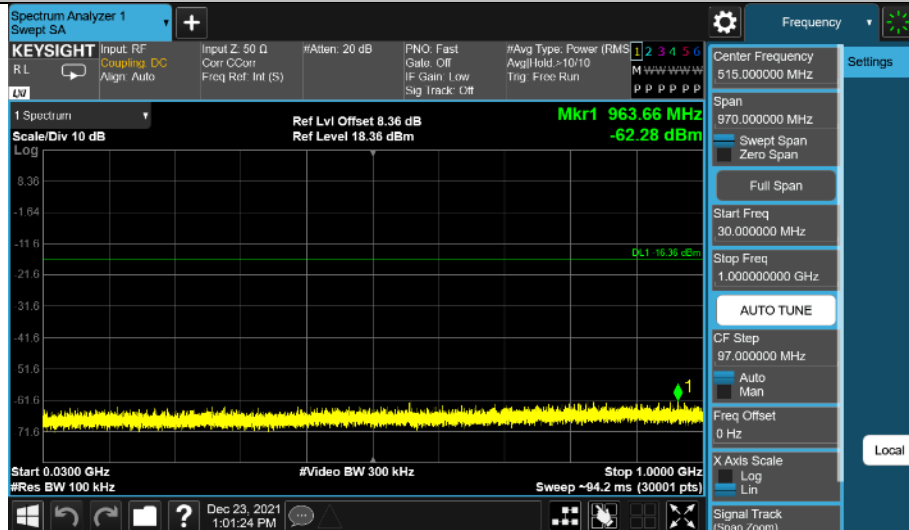 Spectrum Analyzer 1
Swept SA
+
Frequency
KEYSIGHT
RL
LXI
Input: RF
Coupling: DC
Align: Auto
Input Z: 50 Ω
Corr CCorr
Freq Ref: Int (S)
#Atten: 20 dB
PNO: Fast
Gate: Off
IF Gain: Low
Sig Track: Off
#Avg Type: Power (RMS
Avg|Hold:>10/10
Trig: Free Run
1 2 3 4 5 6
M W W W W W
P P P P P P
1 Spectrum
Scale/Div 10 dB
Ref Lvl Offset 8.36 dB
Ref Level 18.36 dBm
Mkr1 963.66 MHz
-62.28 dBm
Log
8.36
-1.64
-11.6
DL1 -16.36 dBm
-21.6
-31.6
-41.6
-51.6
1
-61.6
-71.6
Start 0.0300 GHz
#Res BW 100 kHz
#Video BW 300 kHz
Stop 1.0000 GHz
Sweep ~94.2 ms (30001 pts)
Center Frequency
515.000000 MHz
Settings
Span
970.000000 MHz
Swept Span
Zero Span
Full Span
Start Freq
30.000000 MHz
Stop Freq
1.000000000 GHz
AUTO TUNE
CF Step
97.000000 MHz
Auto
Man
Freq Offset
0 Hz
Local
X Axis Scale
Log
Lin
Signal Track
(Span Zoom)
?
Dec 23, 2021
1:01:24 PM